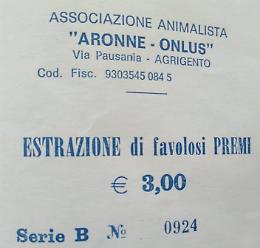 ASSOCIAZIONE ANIMALISTA
"ARONNE - ONLUS"
Via Pausania - AGRIGENTO
Cod. Fisc. 9303545 084 5
ESTRAZIONE di favolosi PREMI
€ 3,00
Serie B № 0924